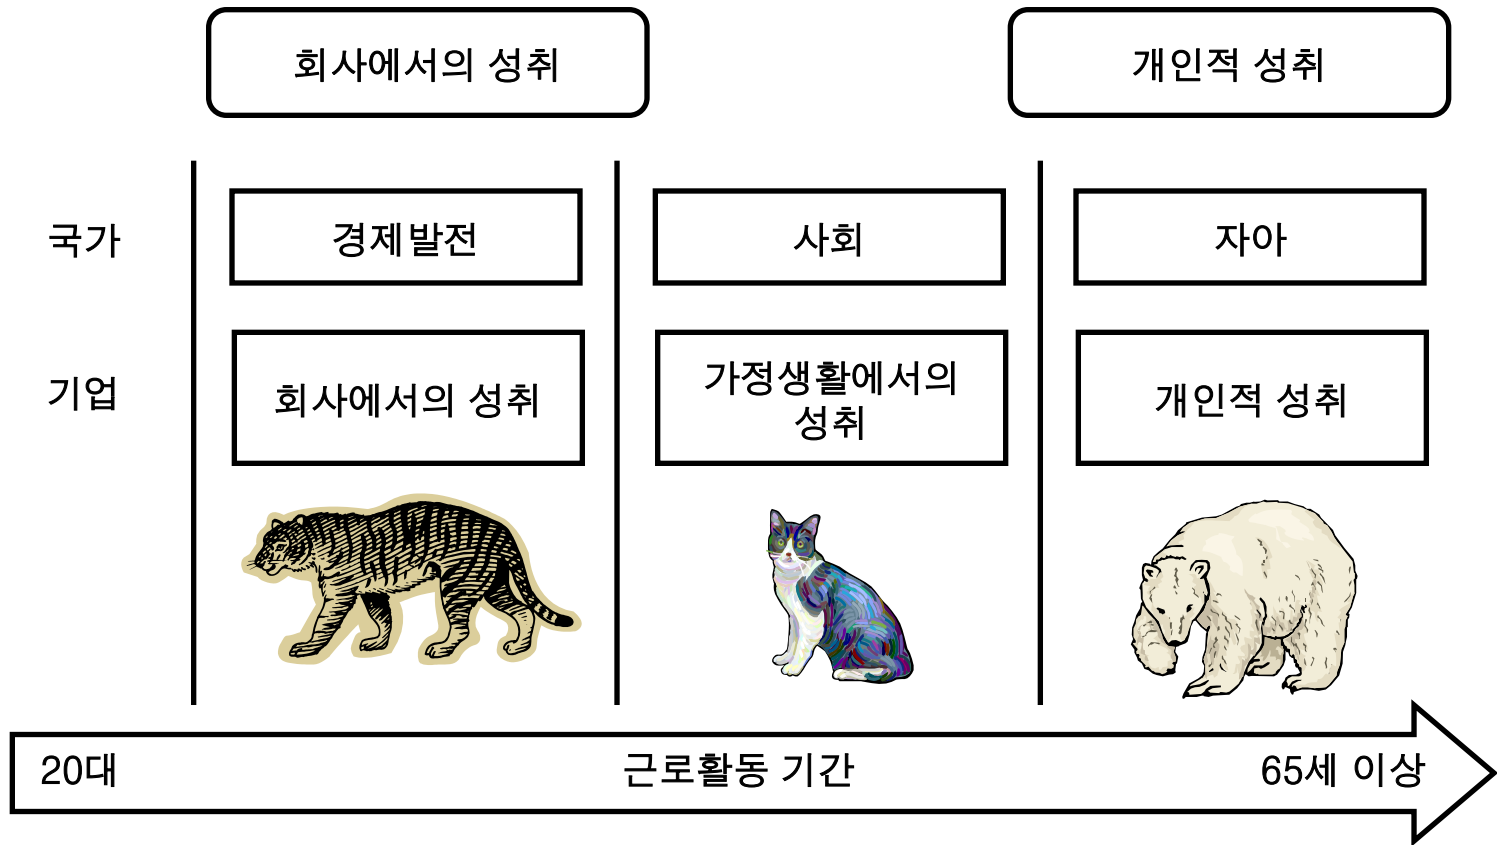 회사에서의 성취
개인적 성취
국가
경제발전
사회
자아
기업
회사에서의 성취
가정생활에서의
성취
개인적 성취
20대
근로활동 기간
65세 이상